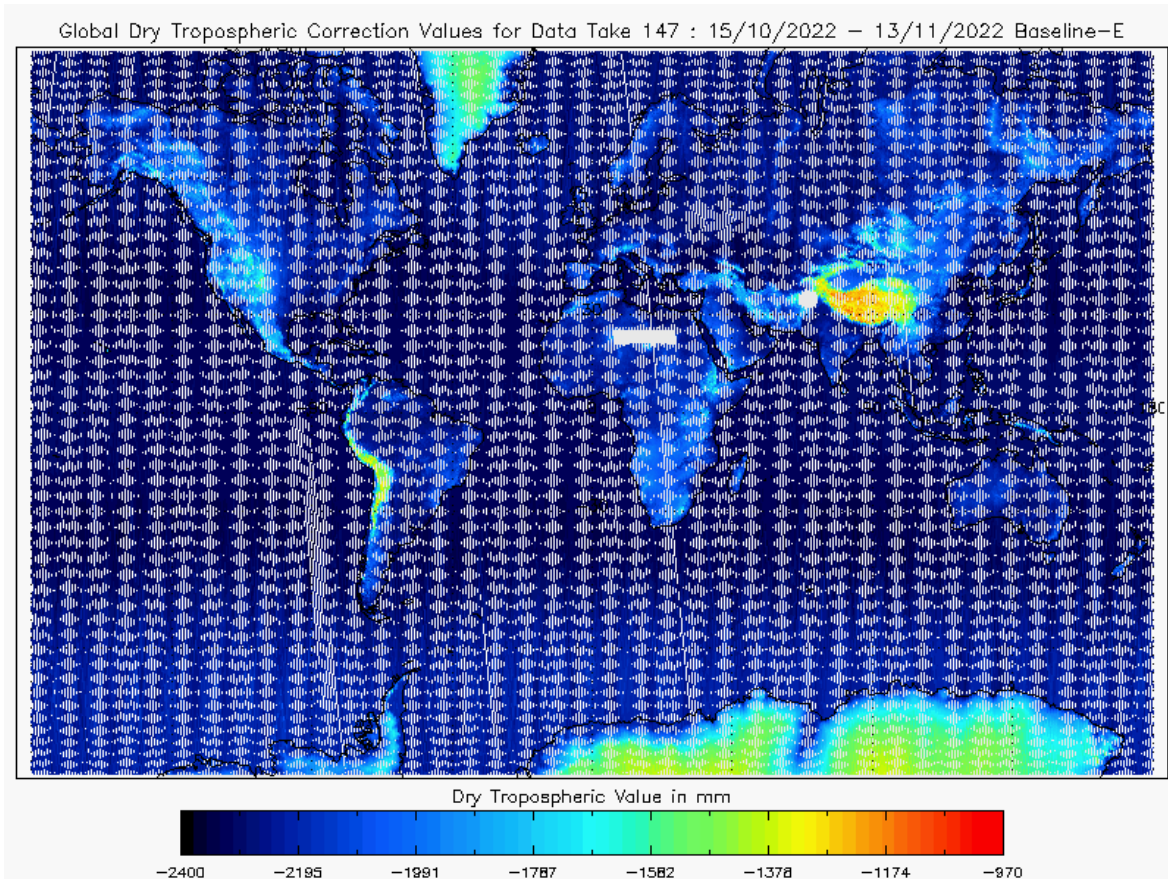 Global Dry Tropospheric Correction Values for Data Take 147 : 15/10/2022 – 13/11/2022 Baseline–E
Dry Tropospheric Value in mm
−2400 −2195 −1991 −1787 −1582 −1378 −1174 −970